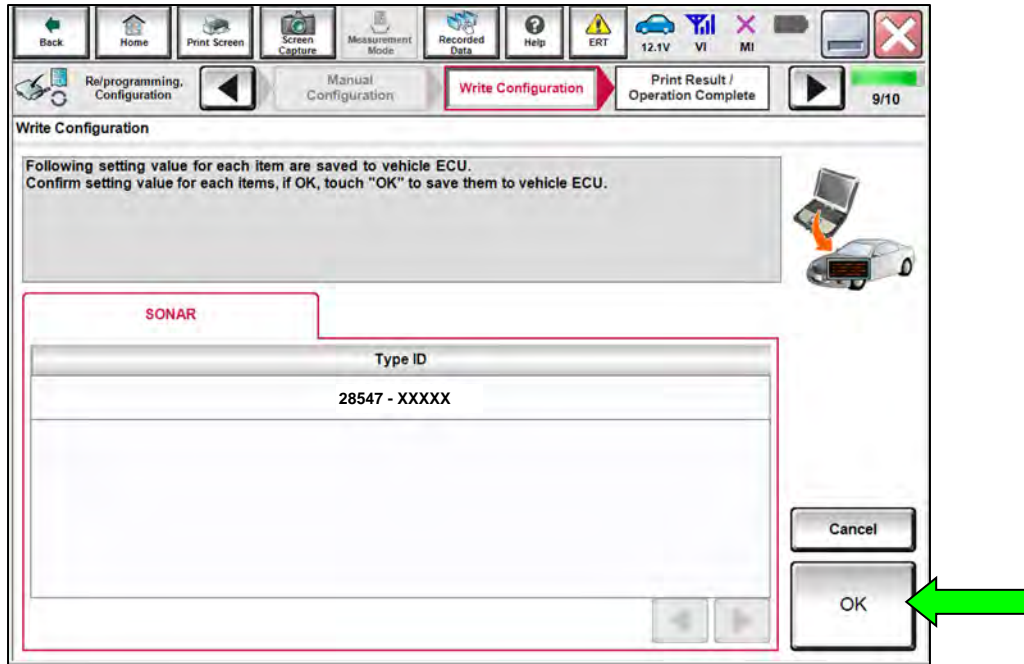 Back
Home
Print Screen
Screen
Capture
Measurement
Mode
Recorded
Data
Help
ERT
12.1V
VI
MI
Re/programming,
Configuration
Manual
Configuration
Write Configuration
Print Result /
Operation Complete
9/10
Write Configuration
Following setting value for each item are saved to vehicle ECU.
Confirm setting value for each items, if OK, touch "OK" to save them to vehicle ECU.
SONAR
Type ID
28547 - XXXXX
Cancel
OK